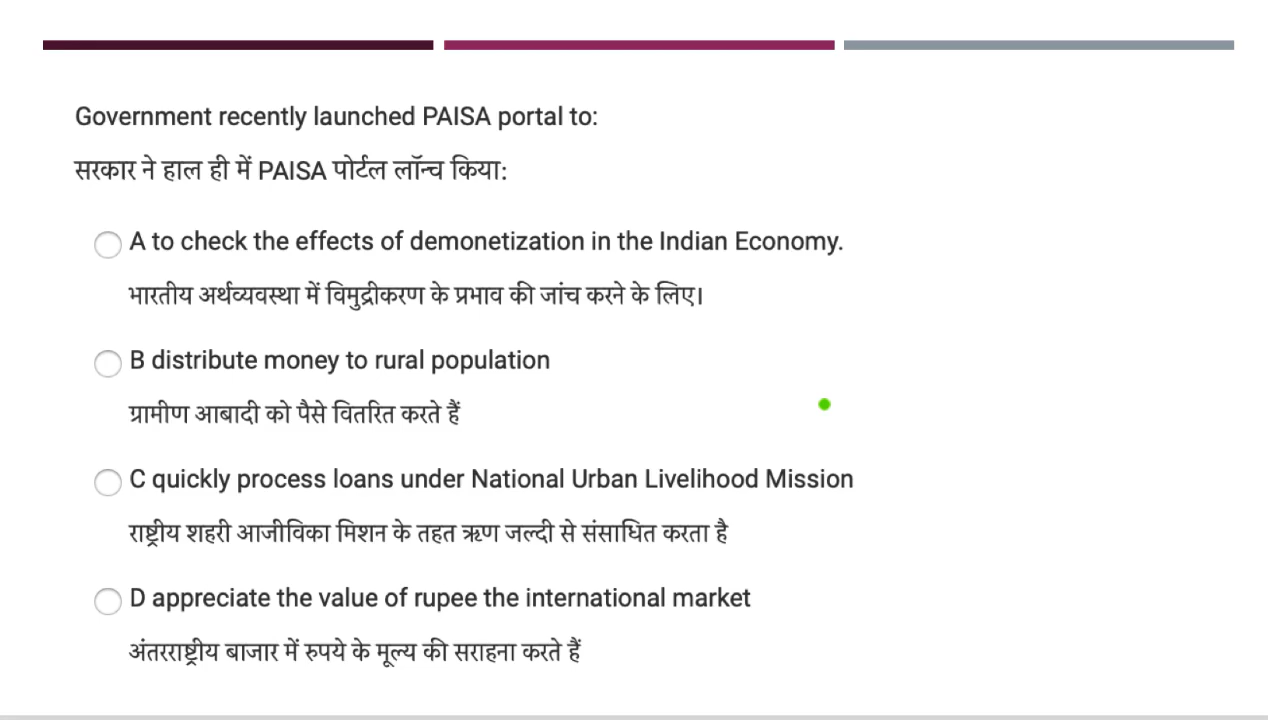 Government recently launched PAISA portal to:
सरकार ने हाल ही में PAISA पोर्टल लॉन्च किया:
A to check the effects of demonetization in the Indian Economy.
भारतीय अर्थव्यवस्था में विमुद्रीकरण के प्रभाव की जांच करने के लिए।
B distribute money to rural population
ग्रामीण आबादी को पैसे वितरित करते हैं
C quickly process loans under National Urban Livelihood Mission
राष्ट्रीय शहरी आजीविका मिशन के तहत ऋण जल्दी से संसाधित करता है
D appreciate the value of rupee the international market
अंतरराष्ट्रीय बाजार में रुपये के मूल्य की सराहना करते हैं